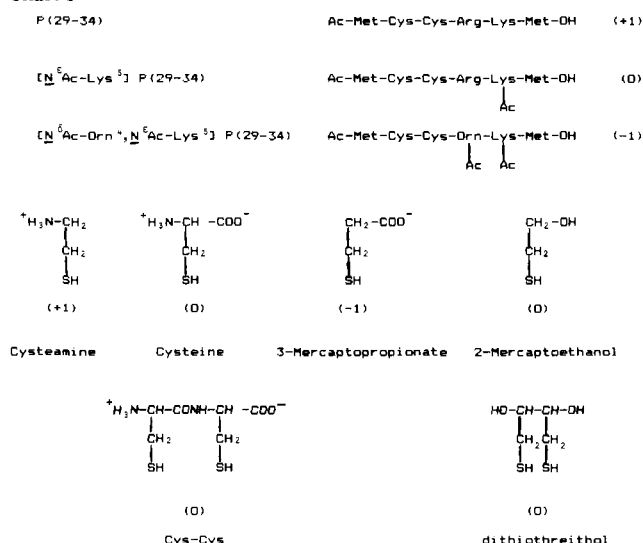 P(29-34) Ac-Met-Cys-Cys-Arg-Lys-Met-OH (+1)
[N^εAc-Lys^5] P(29-34) Ac-Met-Cys-Cys-Arg-Lys-Met-OH (0)
Ac
[N^δAc-Orn^4,N^εAc-Lys^5] P(29-34) Ac-Met-Cys-Cys-Orn-Lys-Met-OH (-1)
Ac Ac
⁺H₃N-CH₂ ⁺H₃N-CH -COO⁻ CH₂-COO⁻ CH₂-OH
CH₂ CH₂ CH₂ CH₂
SH SH SH SH
(+1) (0) (-1) (0)
Cysteamine Cysteine 3-Mercaptopropionate 2-Mercaptoethanol
⁺H₃N-CH-CONH-CH -COO⁻ HO-CH-CH-OH
CH₂ CH₂ CH₂CH₂
SH SH SH SH
(0) (0)
Cys-Cys dithiothreithol